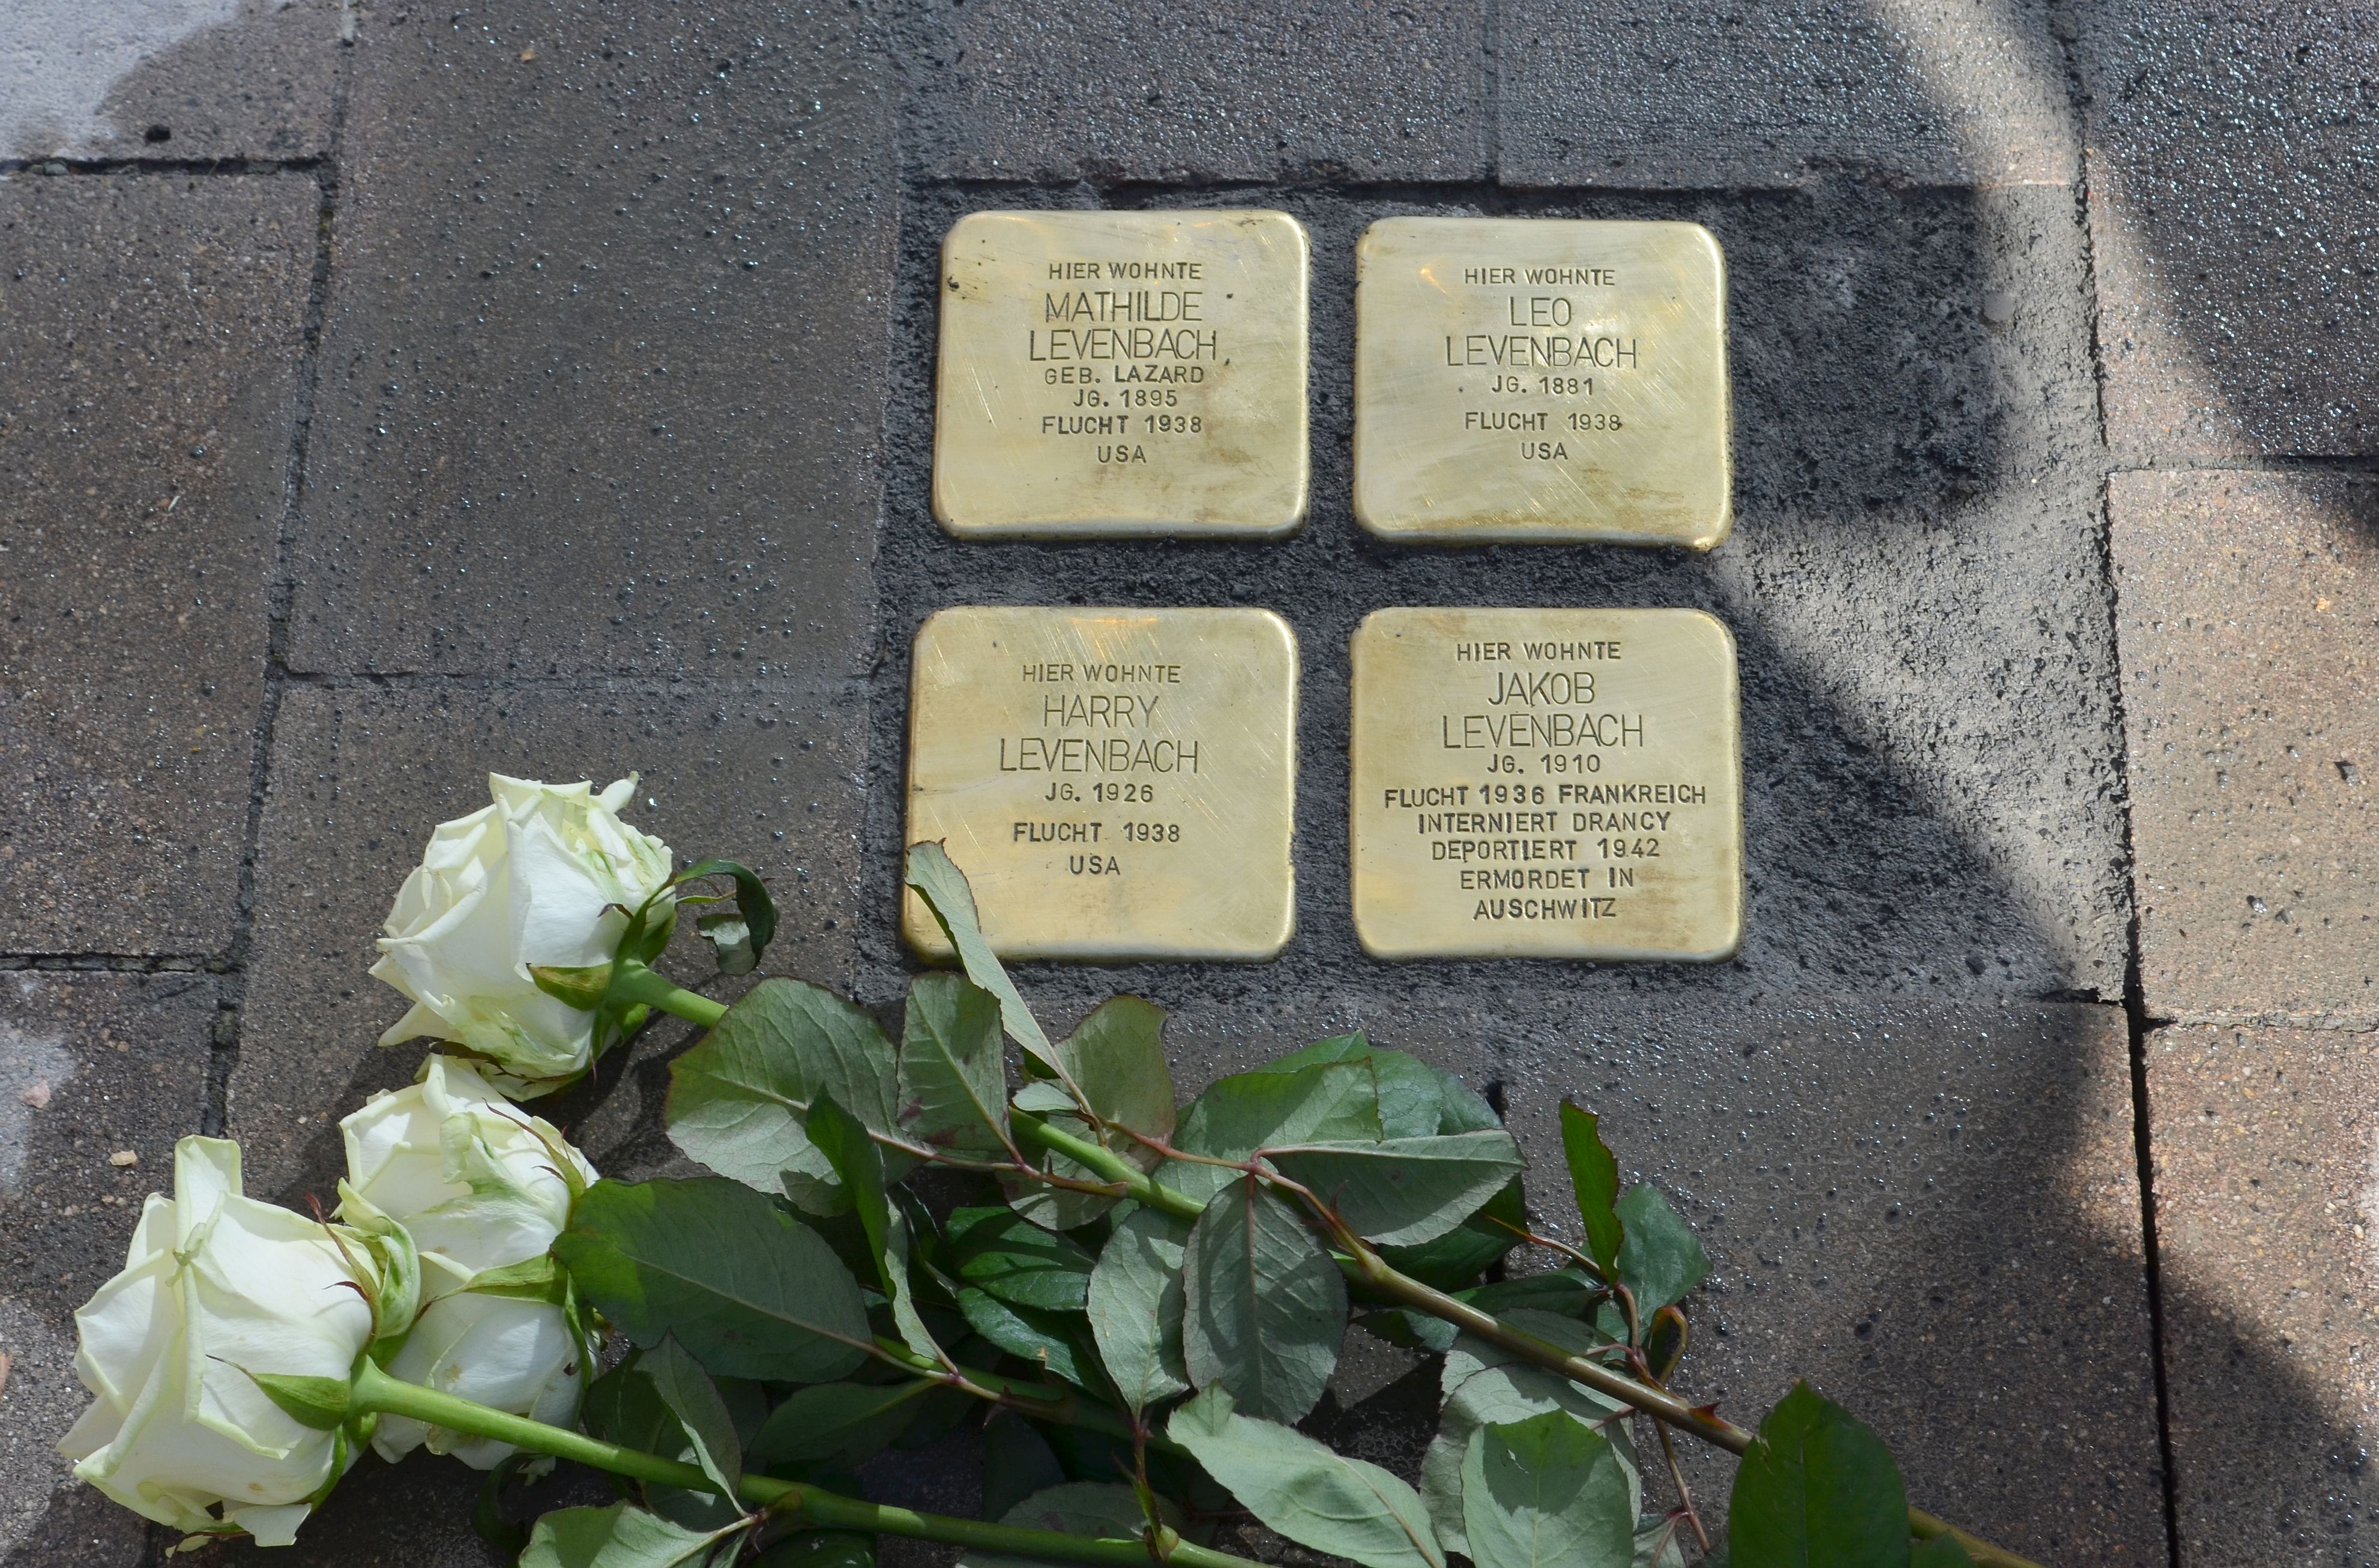 HIER WOHNTE
MATHILDE
LEVENBACH
GEB. LAZARD
JG. 1895
FLUCHT 1938
USA
HIER WOHNTE
LEO
LEVENBACH
JG. 1881
FLUCHT 1938
USA
HIER WOHNTE
HARRY
LEVENBACH
JG. 1926
FLUCHT 1938
USA
HIER WOHNTE
JAKOB
LEVENBACH
JG. 1910
FLUCHT 1936 FRANKREICH
INTERNIERT DRANCY
DEPORTIERT 1942
ERMORDET IN
AUSCHWITZ